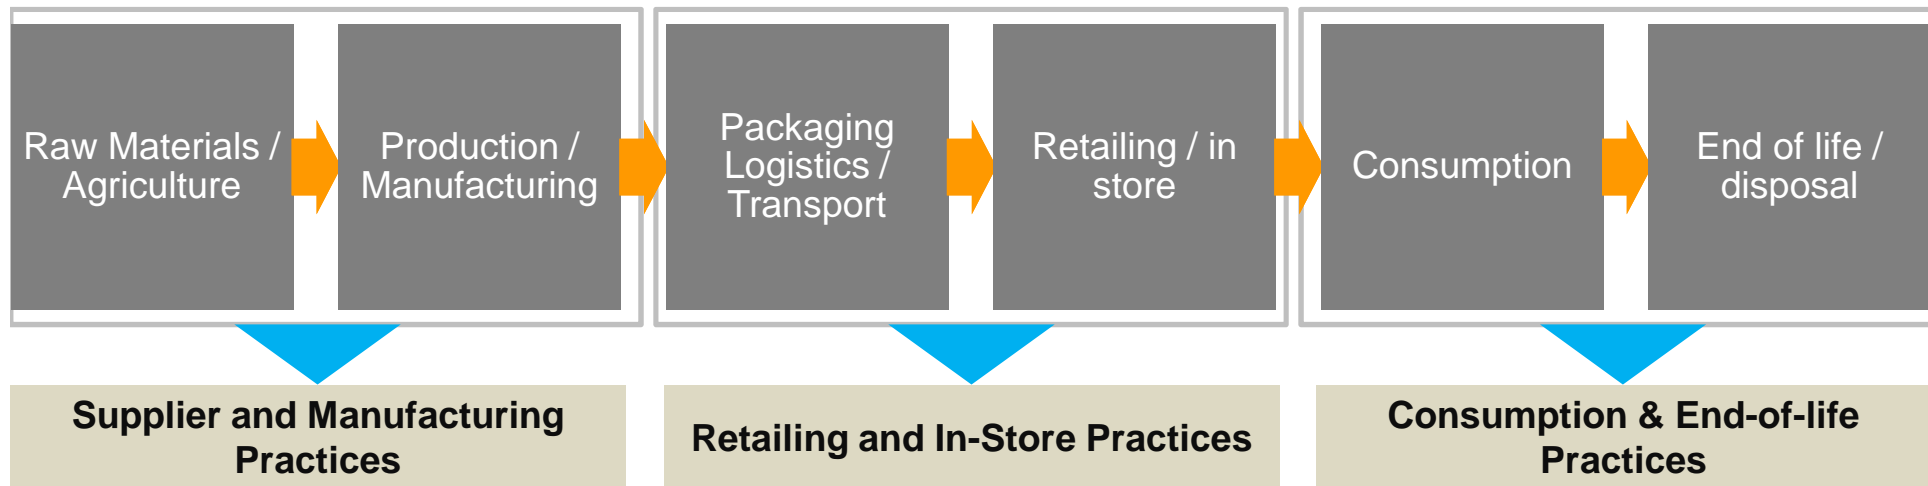 Raw Materials /
Agriculture
Production /
Manufacturing
Packaging
Logistics /
Transport
Retailing / in
store
Consumption
End of life /
disposal
Supplier and Manufacturing
Practices
Retailing and In-Store Practices
Consumption & End-of-life
Practices